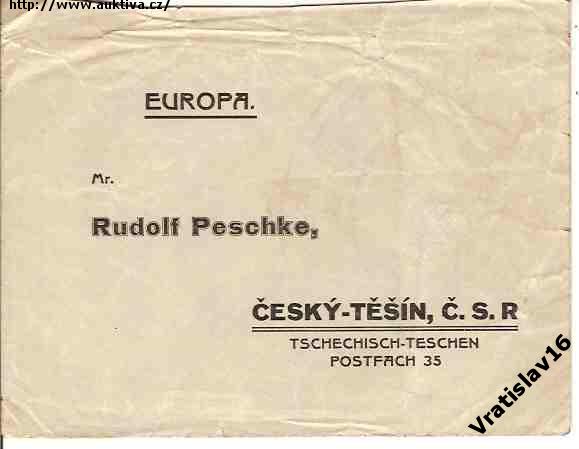 http://www.auktiva.cz/
EUROPA.
Mr.
Rudolf Peschke,
ČESKÝ-TĚŠÍN, Č. S. R
TSCHECHISCH-TESCHEN
POSTFACH 35
Vratislav16